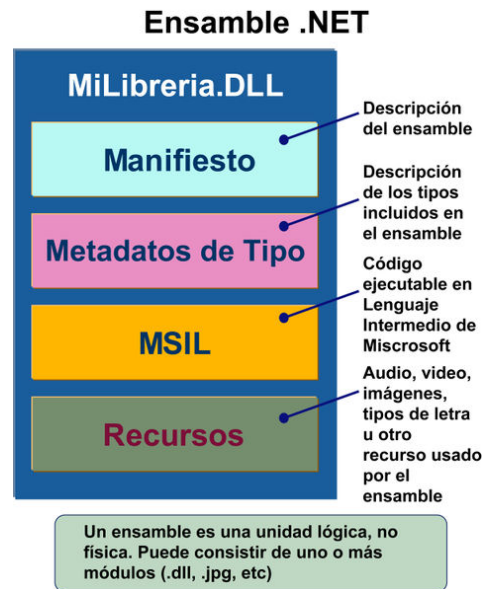 Ensamble .NET
MiLibreria.DLL
Manifiesto
Descripción
del ensamble
Metadatos de Tipo
Descripción
de los tipos
incluidos en
el ensamble
MSIL
Código
ejecutable en
Lenguaje
Intermedio de
Miscrosoft
Recursos
Audio, video,
imágenes,
tipos de letra
u otro
recurso usado
por el
ensamble
Un ensamble es una unidad lógica, no
física. Puede consistir de uno o más
módulos (.dll, .jpg, etc)